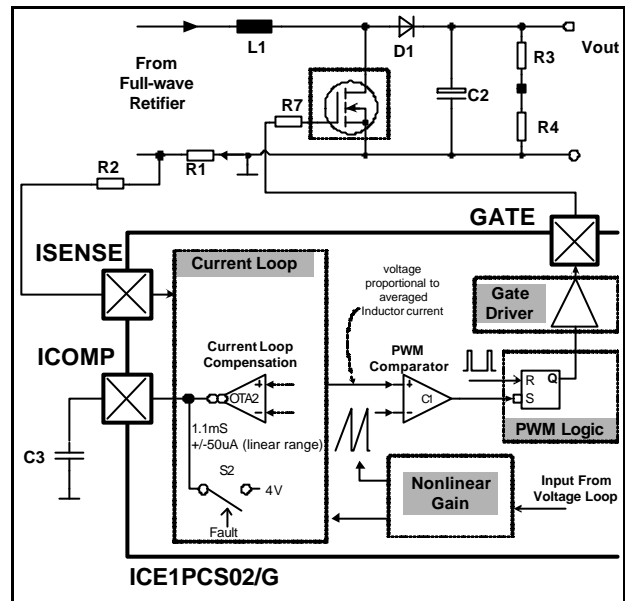 L1
D1
Vout
From
Full-wave
Retifier
R3
C2
R7
R4
R2
R1
GATE
ISENSE
Current Loop
voltage
proportional to
averaged
Inductor current
Gate
Driver
ICOMP
Current Loop
Compensation
PWM
Comparator
OTA2
C1
R
S
Q
PWM Logic
1.1mS
+/-50uA (linear range)
C3
S2
4V
Fault
Nonlinear
Gain
Input From
Voltage Loop
ICE1PCS02/G